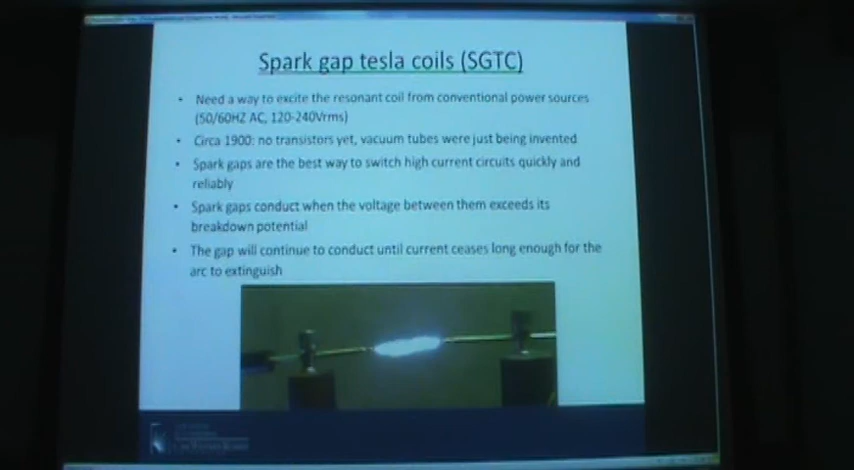 Spark gap tesla coils (SGTC)
• Need a way to excite the resonant coil from conventional power sources
(50/60HZ AC, 120-240Vrms)
• Circa 1900: no transistors yet, vacuum tubes were just being invented
• Spark gaps are the best way to switch high current circuits quickly and
reliably
• Spark gaps conduct when the voltage between them exceeds its
breakdown potential
• The gap will continue to conduct until current ceases long enough for the
arc to extinguish